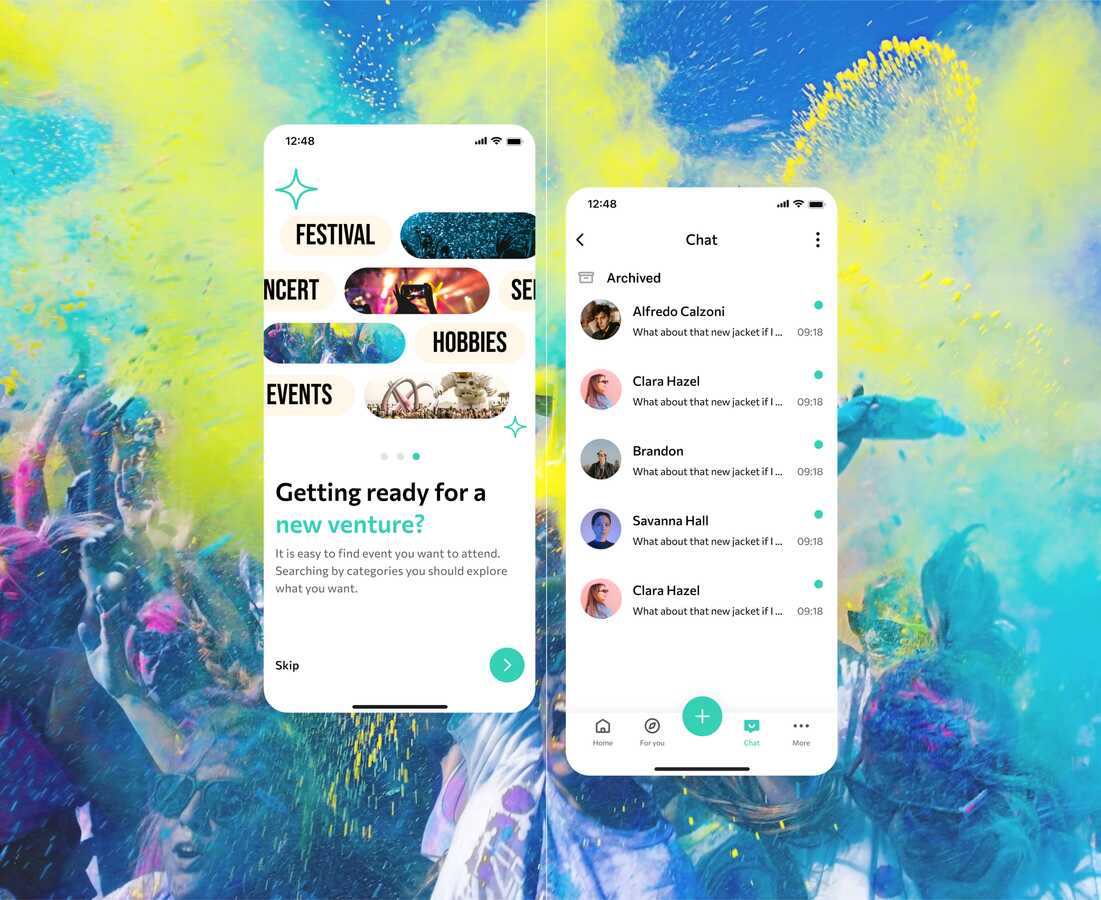 12:48
FESTIVAL
NCERT
SE
HOBBIES
EVENTS
Getting ready for a
new venture?
It is easy to find event you want to attend.
Searching by categories you should explore
what you want.
Skip
12:48
Chat
Archived
Alfredo Calzoni
What about that new jacket if I ... 09:18
Clara Hazel
What about that new jacket if I ... 09:18
Brandon
What about that new jacket if I ... 09:18
Savanna Hall
What about that new jacket if I ... 09:18
Clara Hazel
What about that new jacket if I ... 09:18
Home For you Chat More